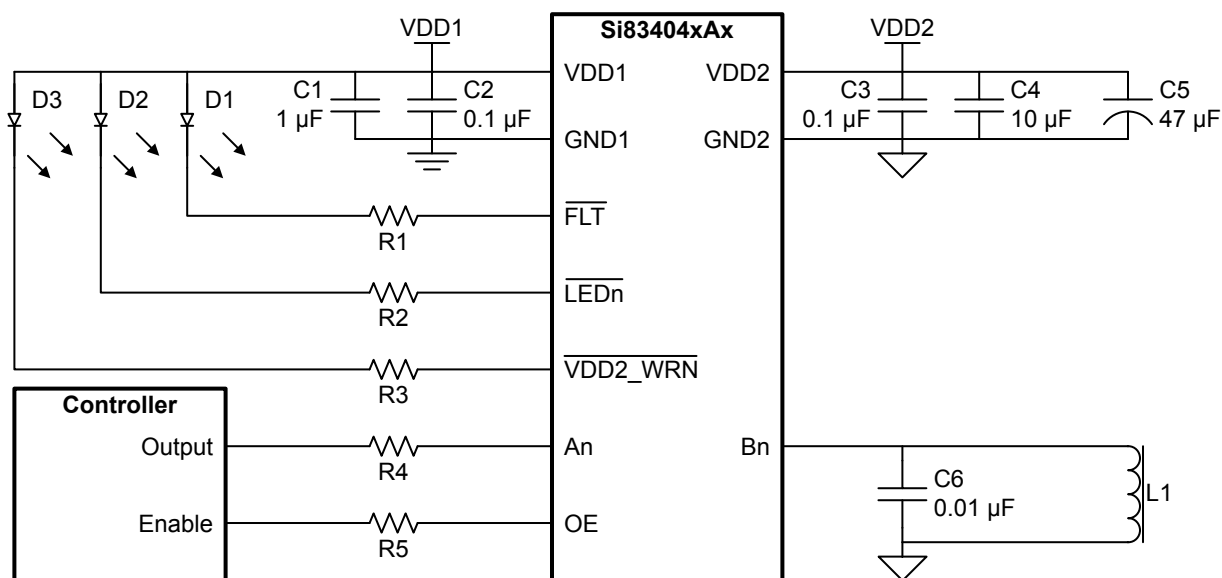 Si83404xAx
VDD1
VDD2
D3
D2
D1
C1
1 µF
C2
0.1 µF
VDD1
VDD2
C3
0.1 µF
C4
10 µF
C5
47 µF
GND1
GND2
FLT
R1
LEDn
R2
VDD2_WRN
R3
Controller
Output
R4
An
Bn
C6
0.01 µF
L1
Enable
R5
OE